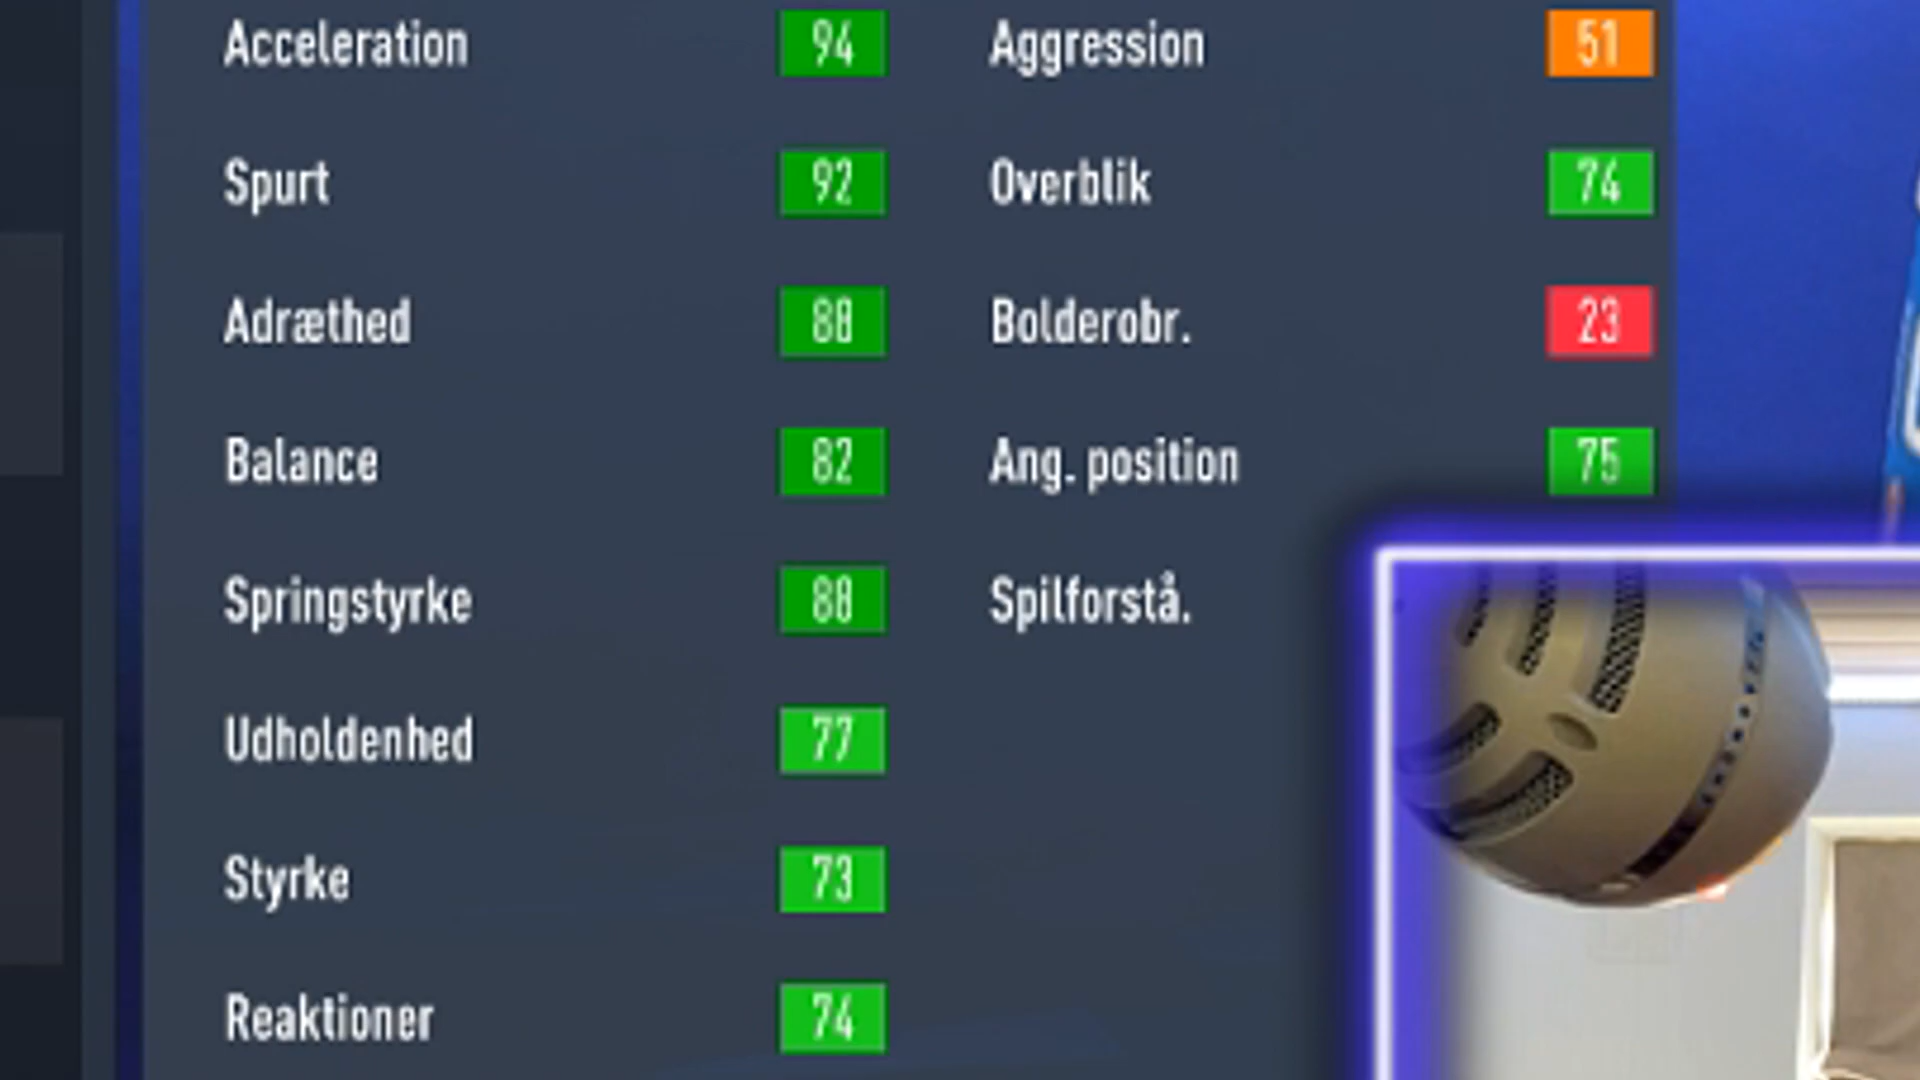 Acceleration 94 Aggression 51
Spurt 92 Overblik 74
Adræthed 88 Bolderobr. 23
Balance 82 Ang. position 75
Springstyrke 88 Spilforstå.
Udholdenhed 77
Styrke 73
Reaktioner 74